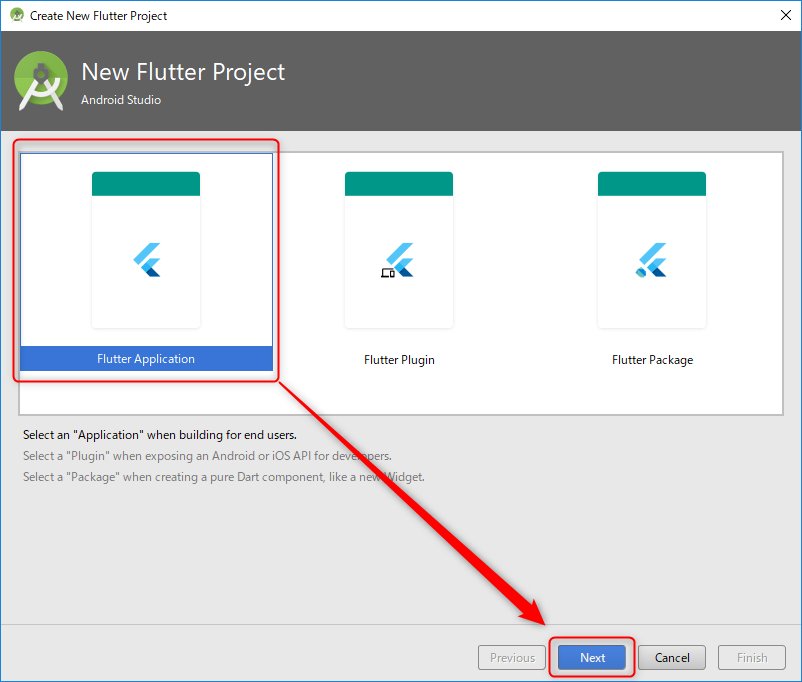 Create New Flutter Project
New Flutter Project
Android Studio
Flutter Application
Flutter Plugin
Flutter Package
Select an "Application" when building for end users.
Select a "Plugin" when exposing an Android or iOS API for developers.
Select a "Package" when creating a pure Dart component, like a new Widget.
Previous
Next
Cancel
Finish